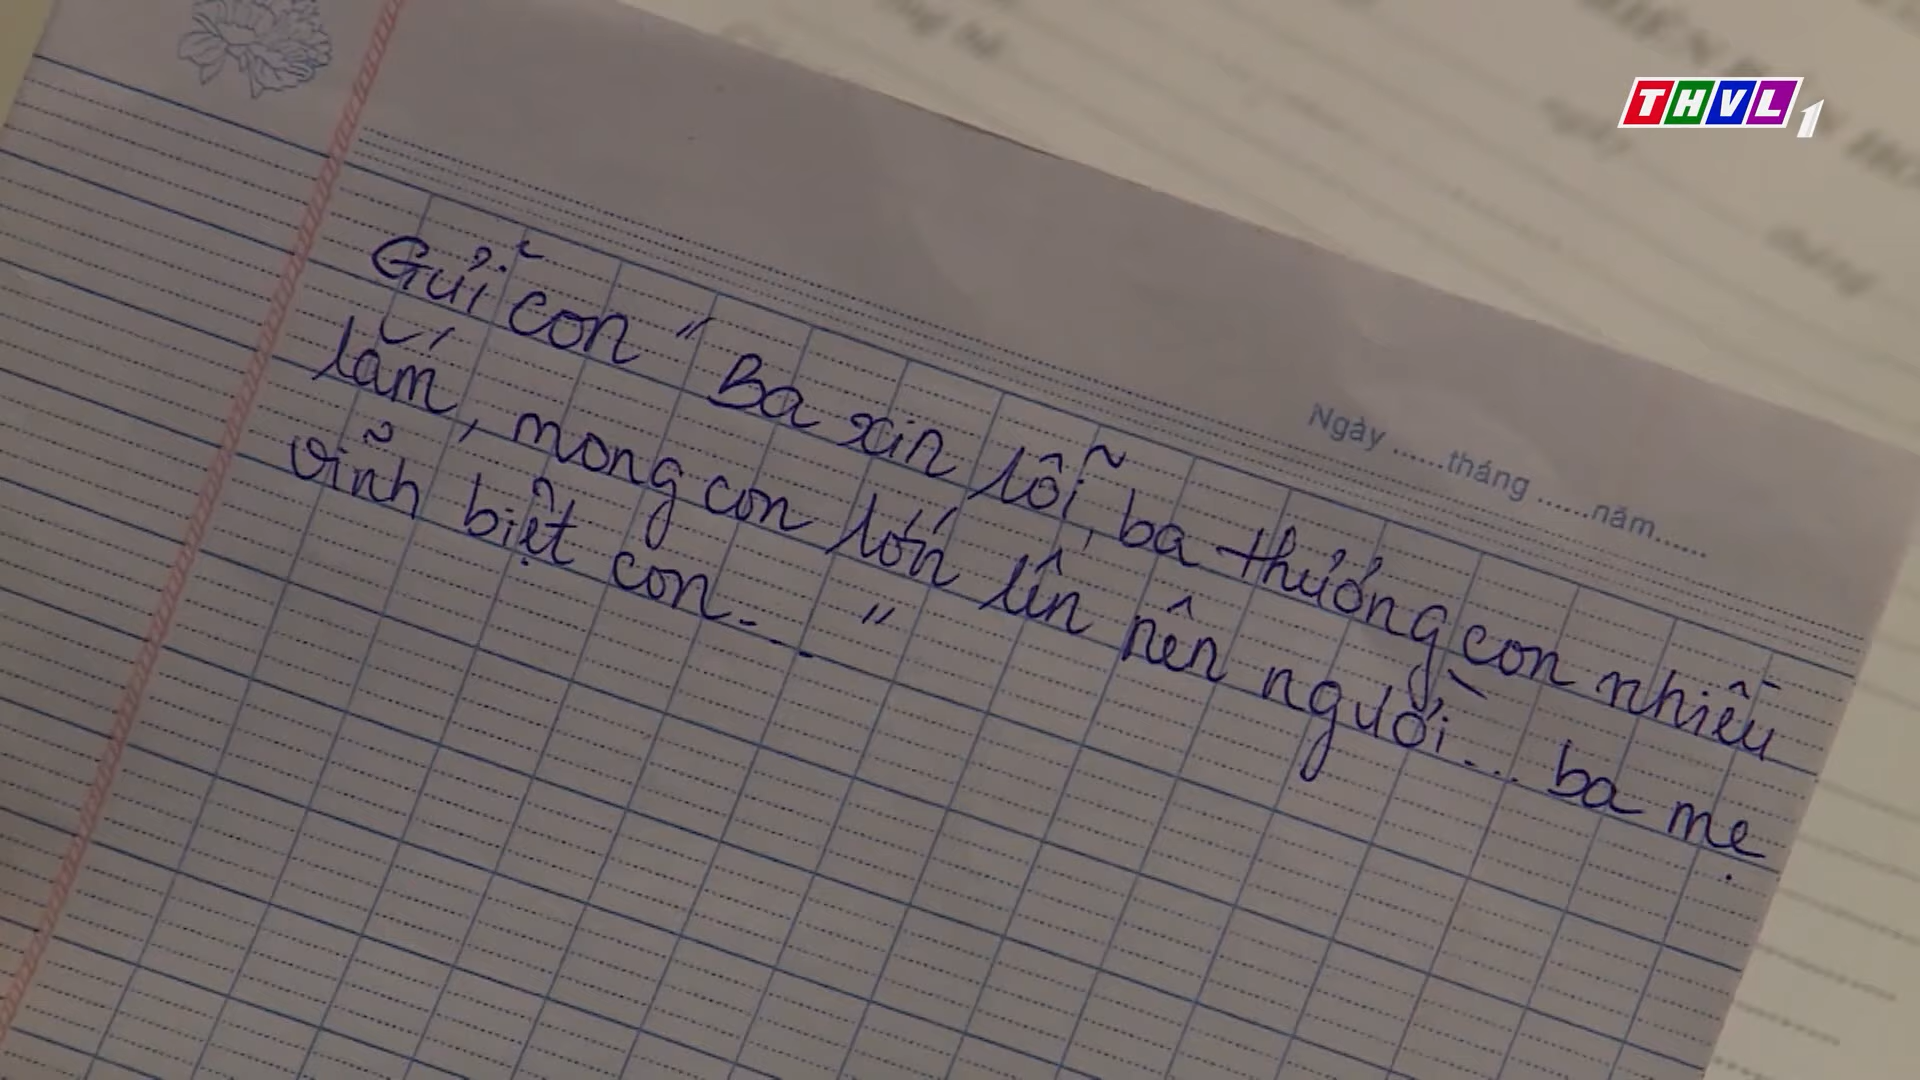 THVL1
Ngày ......tháng ......năm......
Gửi con " Ba xin lỗi, ba thương con nhiều
lắm, mong con lớn lên nên người... ba mẹ
vĩnh biệt con... "